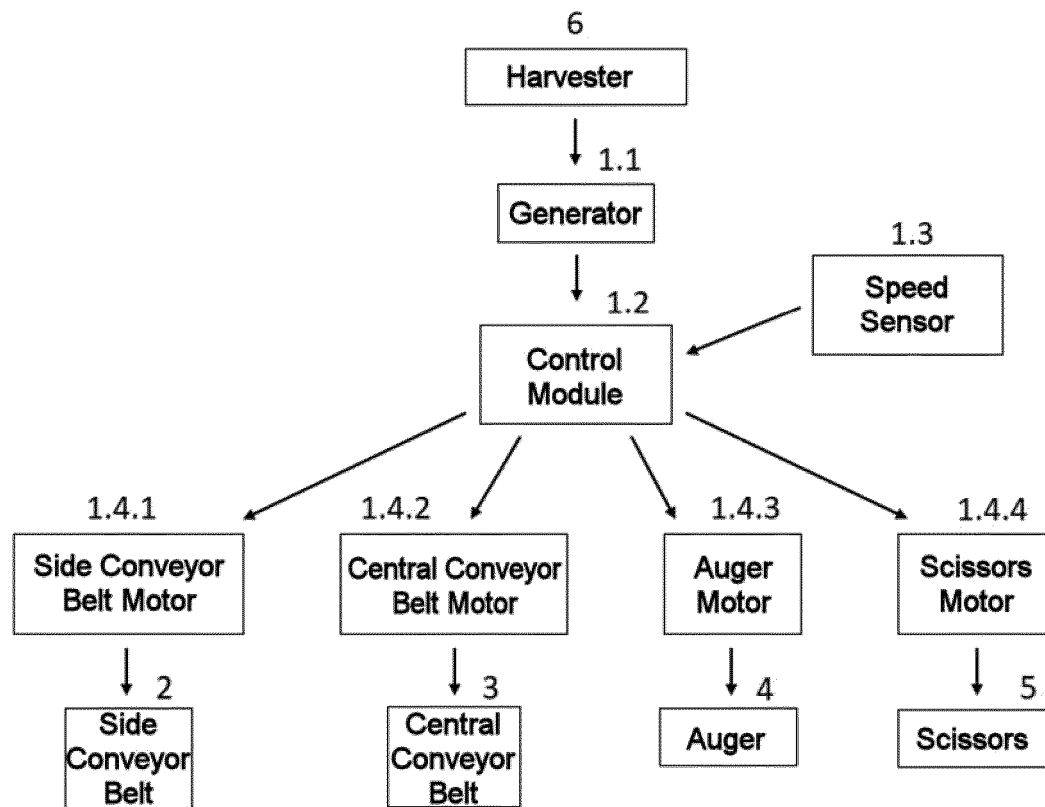 6
Harvester
1.1
Generator
1.3
Speed
Sensor
1.2
Control
Module
1.4.1
Side Conveyor
Belt Motor
1.4.2
Central Conveyor
Belt Motor
1.4.3
Auger
Motor
1.4.4
Scissors
Motor
2
Side
Conveyor
Belt
3
Central
Conveyor
Belt
4
Auger
5
Scissors